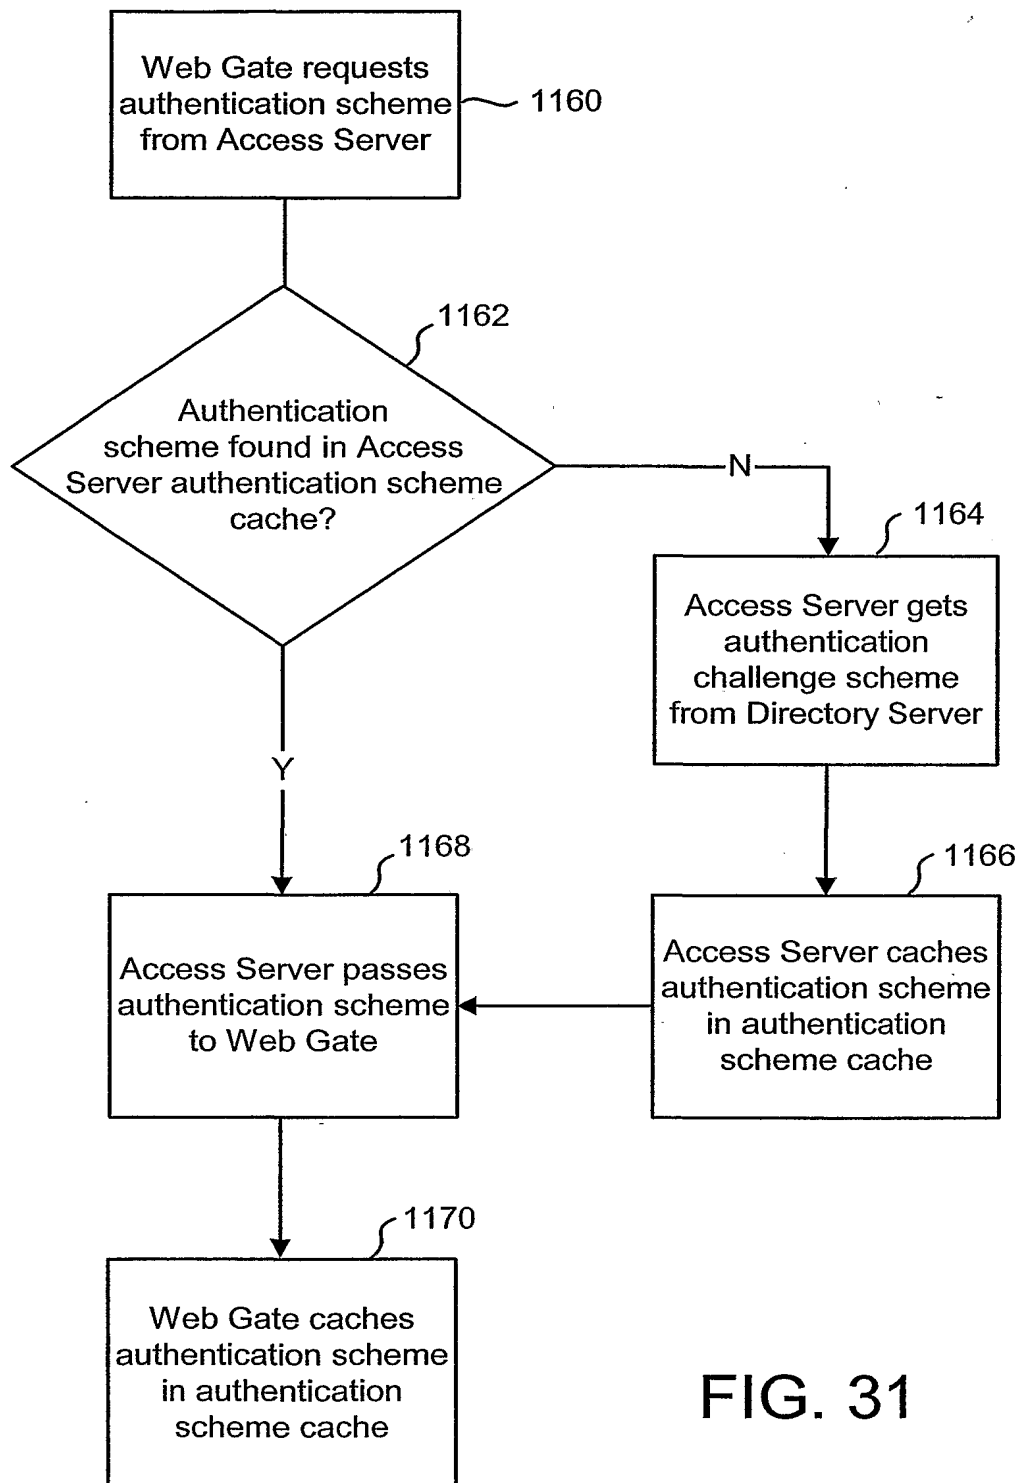 Web Gate requests
authentication scheme
from Access Server
1160
1162
Authentication
scheme found in Access
Server authentication scheme
cache?
N
1164
Access Server gets
authentication
challenge scheme
from Directory Server
Y
1168
1166
Access Server passes
authentication scheme
to Web Gate
Access Server caches
authentication scheme
in authentication
scheme cache
1170
Web Gate caches
authentication scheme
in authentication
scheme cache
FIG. 31